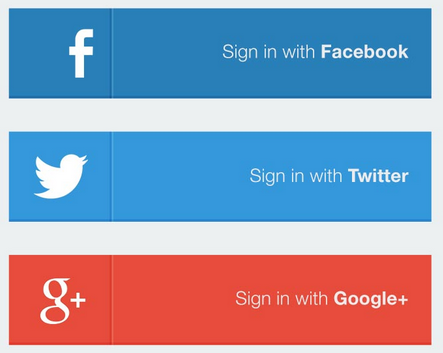 f
Sign in with Facebook
Sign in with Twitter
g+
Sign in with Google+